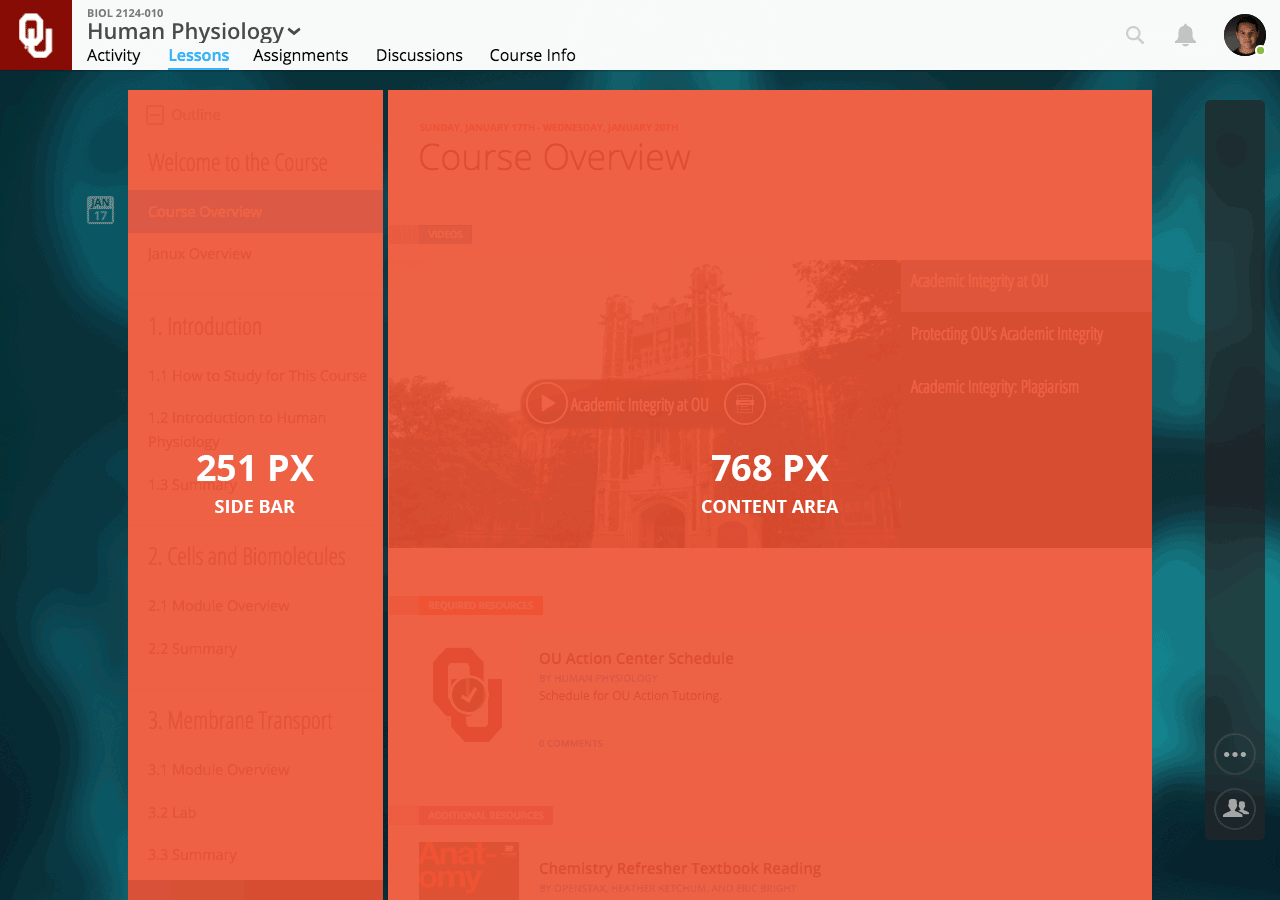 BIOL 2124-010
Human Physiology
Activity Lessons Assignments Discussions Course Info
Outline
Welcome to the Course
JAN
17
Course Overview
Janux Overview
1. Introduction
1.1 How to Study for This Course
1.2 Introduction to Human
Physiology
1.3 Summary
251 PX
SIDE BAR
2. Cells and Biomolecules
2.1 Module Overview
2.2 Summary
3. Membrane Transport
3.1 Module Overview
3.2 Lab
3.3 Summary
SUNDAY, JANUARY 17TH - WEDNESDAY, JANUARY 20TH
Course Overview
VIDEOS
Academic Integrity at OU
Academic Integrity at OU
Protecting OU's Academic Integrity
Academic Integrity: Plagiarism
768 PX
CONTENT AREA
REQUIRED RESOURCES
OU Action Center Schedule
BY HUMAN PHYSIOLOGY
Schedule for OU Action Tutoring.
0 COMMENTS
ADDITIONAL RESOURCES
Anat-
omy
Chemistry Refresher Textbook Reading
BY OPENSTAX, HEATHER KETCHUM, AND ERIC BRIGHT